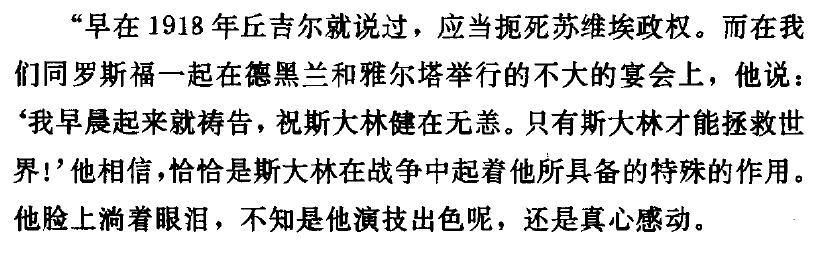 “早在1918年丘吉尔就说过，应当扼死苏维埃政权。而在我
们同罗斯福一起在德黑兰和雅尔塔举行的不大的宴会上，他说：
‘我早晨起来就祷告，祝斯大林健在无恙。只有斯大林才能拯救世
界！’他相信，恰恰是斯大林在战争中起着他所具备的特殊的作用。
他脸上淌着眼泪，不知是他演技出色呢，还是真心感动。